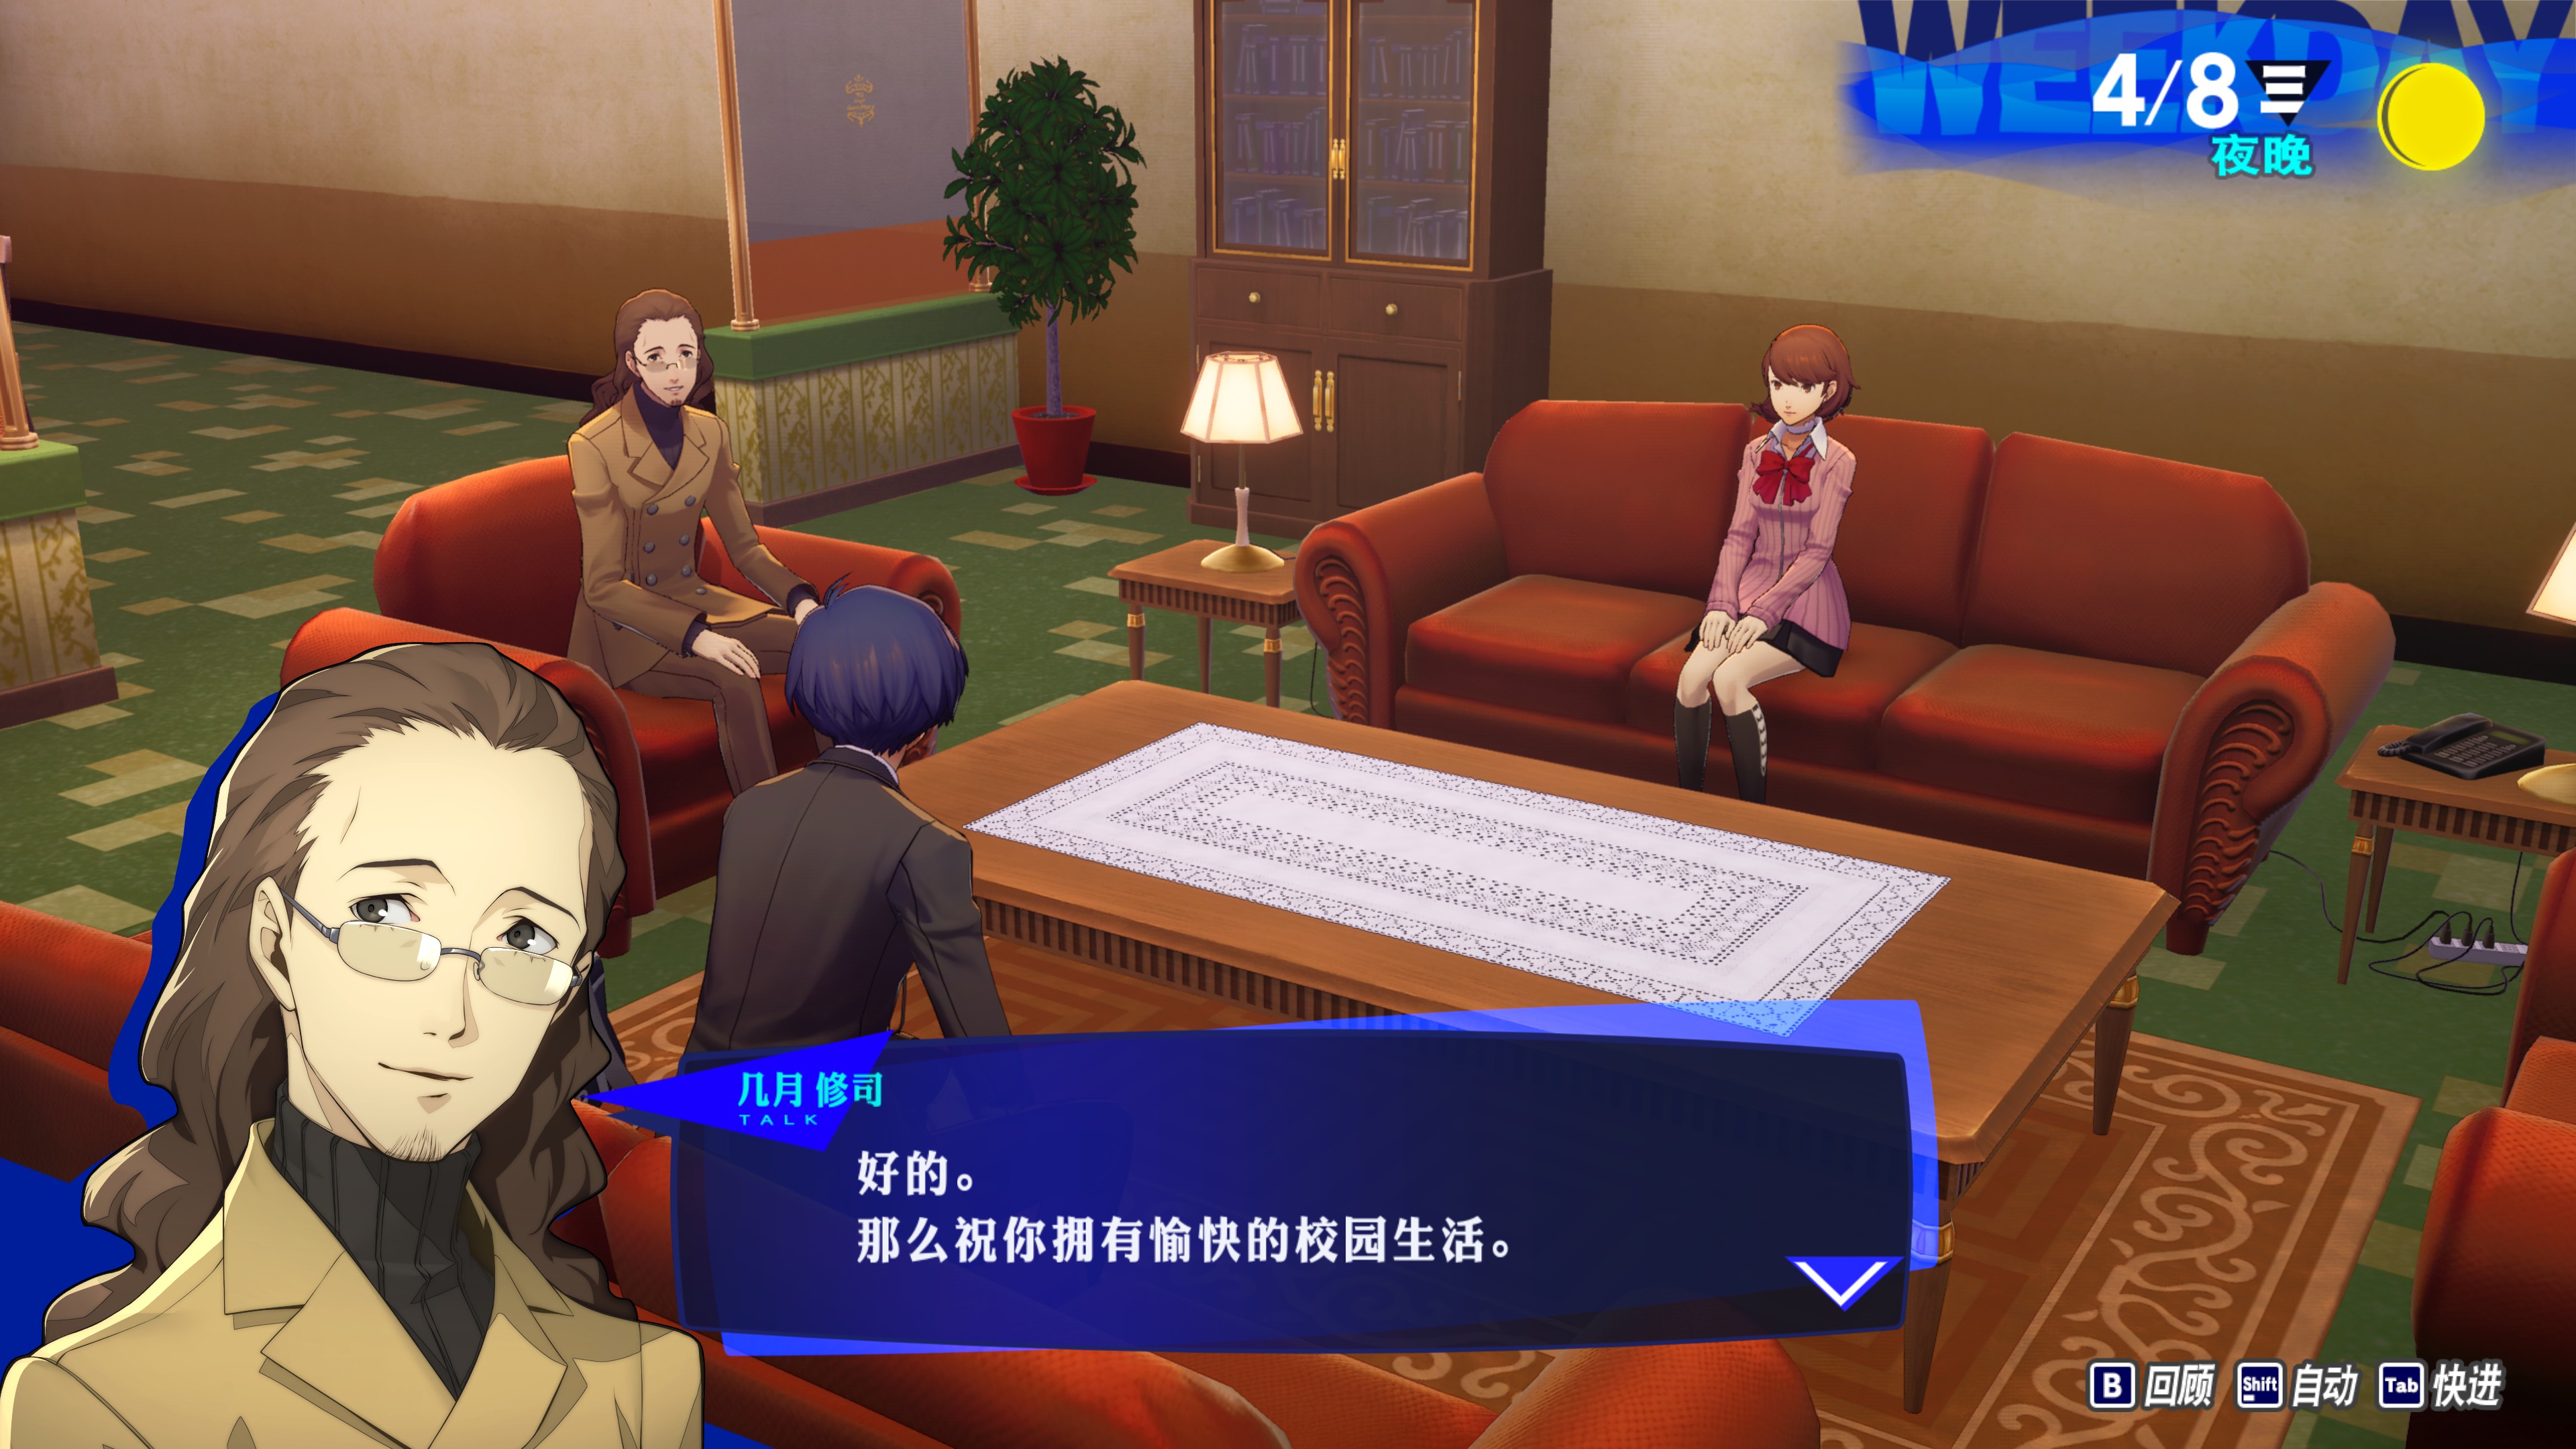 WEEKDAY
4/8 三
夜晚
几月 修司
TALK
好的。
那么祝你拥有愉快的校园生活。
B 回顾 Shift 自动 Tab 快进